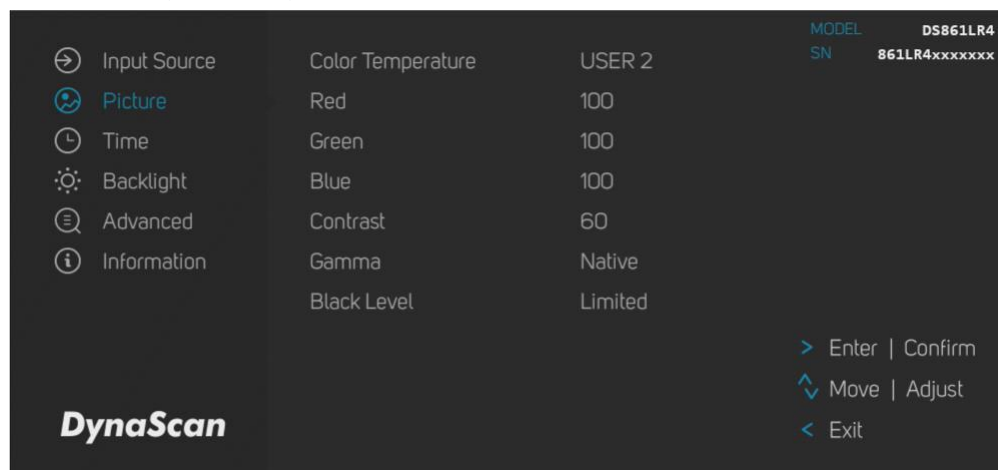 MODEL DS861LR4
SN 861LR4xxxxxxx
Input Source
Picture
Time
Backlight
Advanced
Information
Color Temperature USER 2
Red 100
Green 100
Blue 100
Contrast 60
Gamma Native
Black Level Limited
> Enter | Confirm
Move | Adjust
< Exit
DynaScan